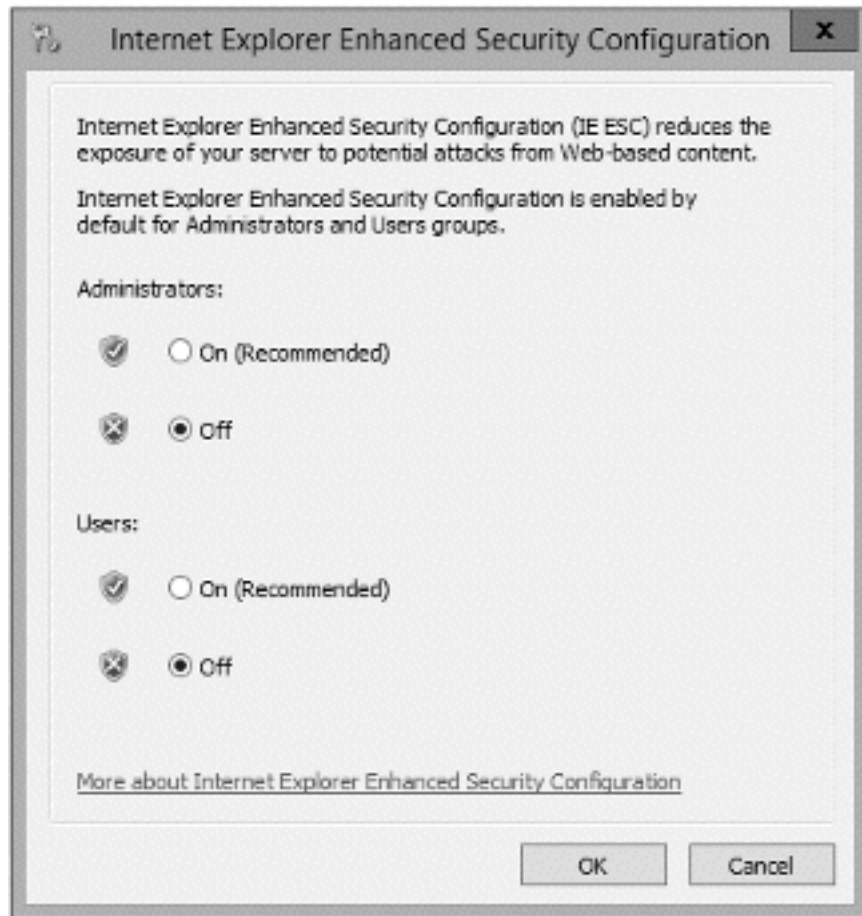 Internet Explorer Enhanced Security Configuration
x
Internet Explorer Enhanced Security Configuration (IE ESC) reduces the
exposure of your server to potential attacks from Web-based content.
Internet Explorer Enhanced Security Configuration is enabled by
default for Administrators and Users groups.
Administrators:
On (Recommended)
Off
Users:
On (Recommended)
Off
More about Internet Explorer Enhanced Security Configuration
OK
Cancel